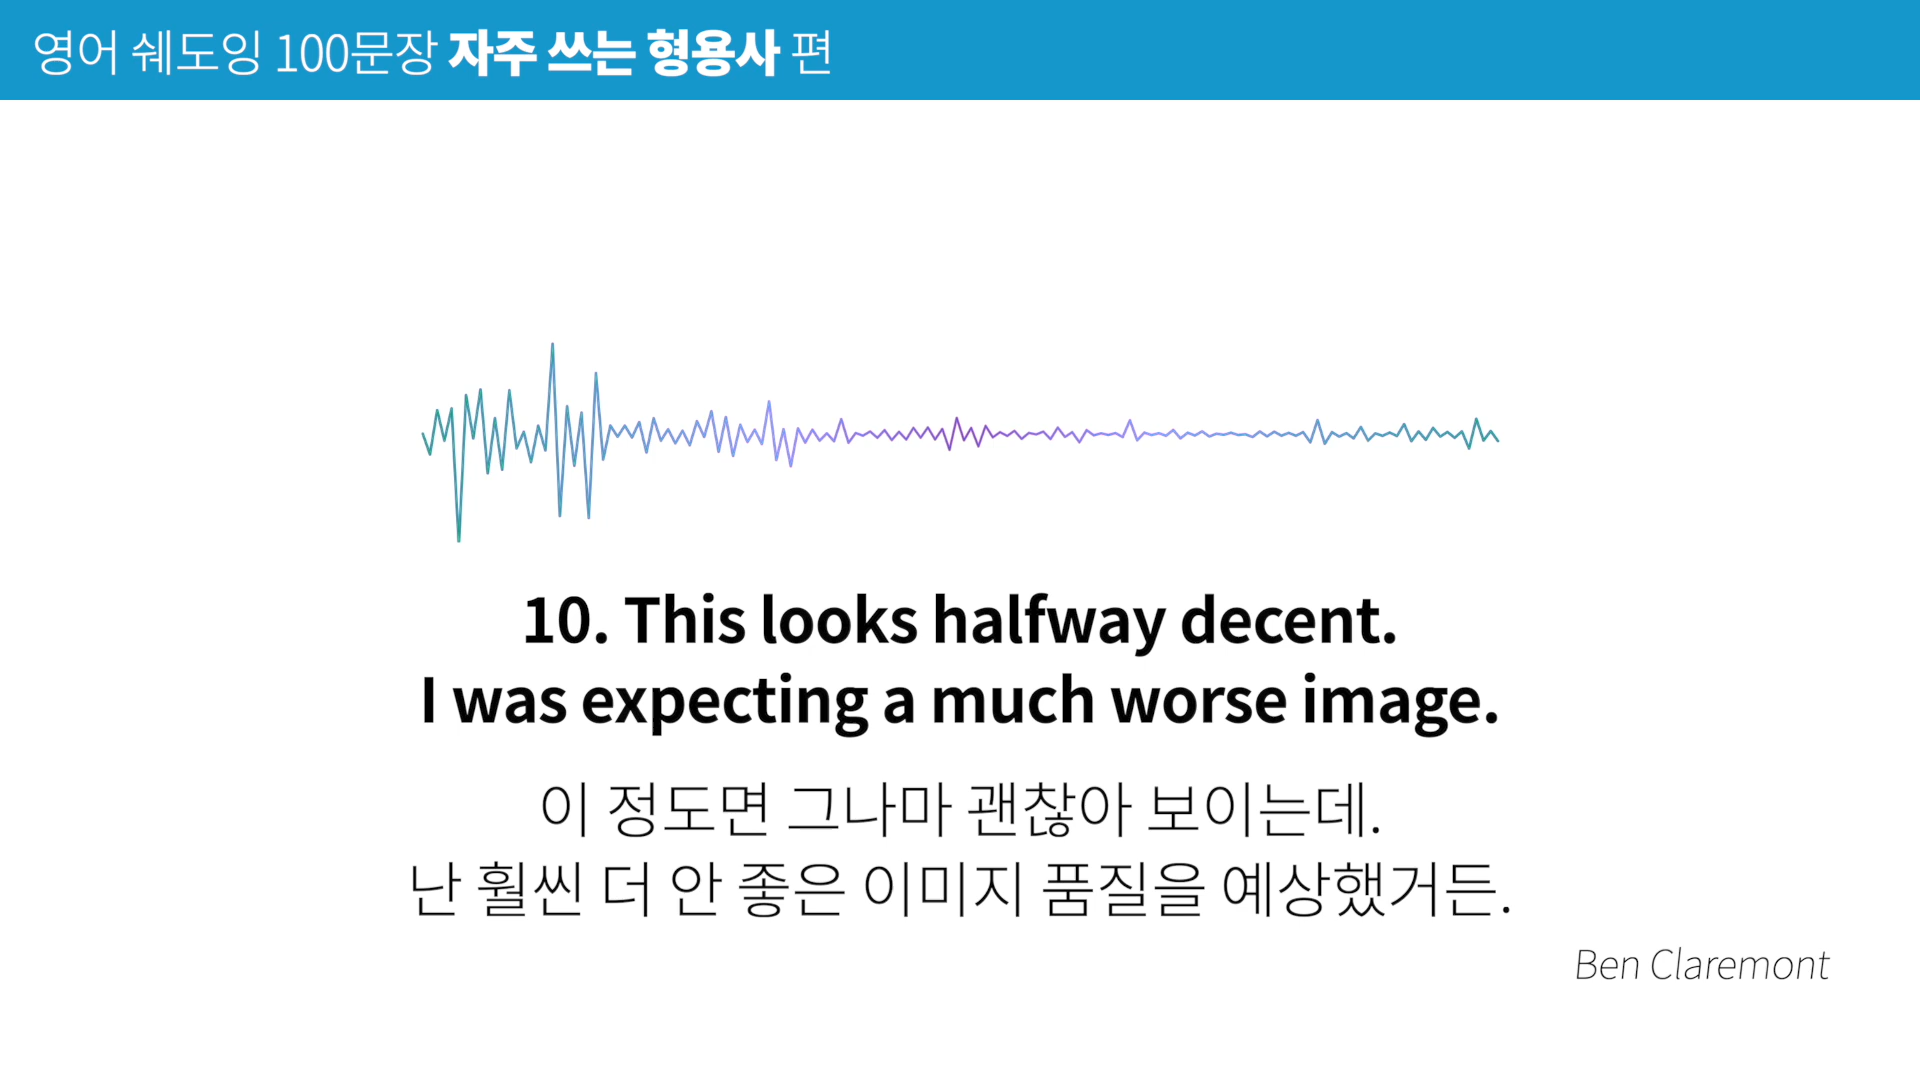 영어 쉐도잉 100문장 자주 쓰는 형용사 편
10. This looks halfway decent.
I was expecting a much worse image.
이 정도면 그나마 괜찮아 보이는데.
난 훨씬 더 안 좋은 이미지 품질을 예상했거든.
Ben Claremont